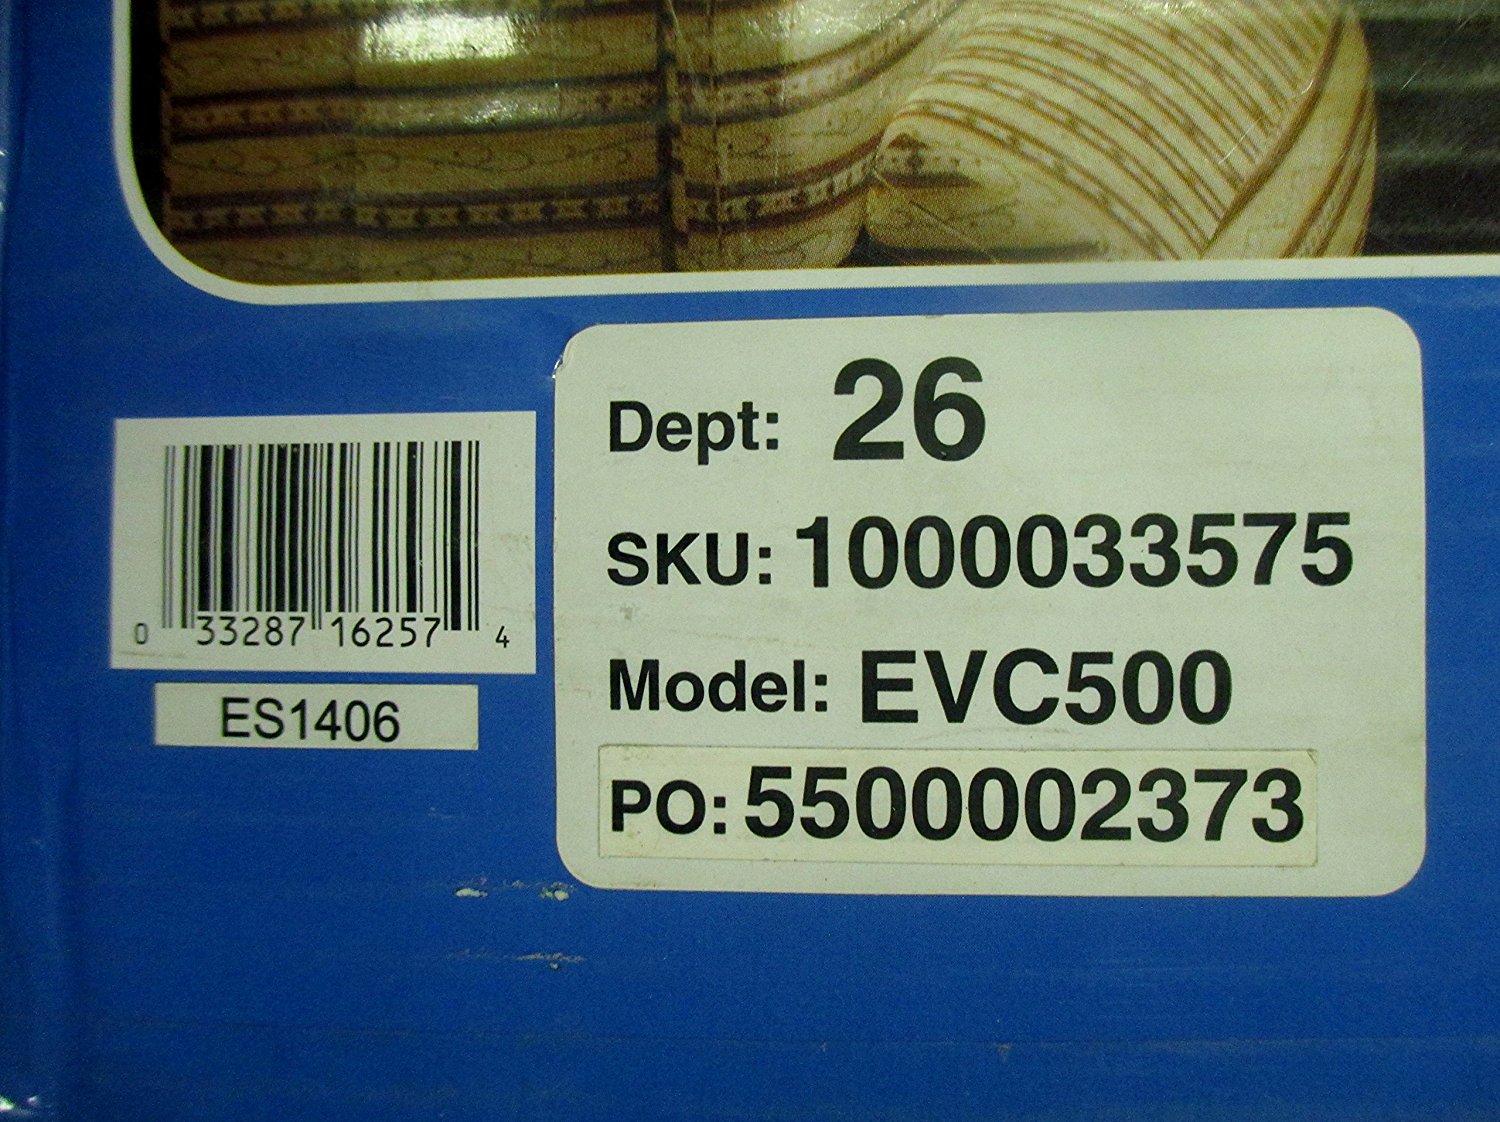 Dept: 26
SKU: 1000033575
Model: EVC500
PO: 5500002373
0 33287 16257 4
ES1406